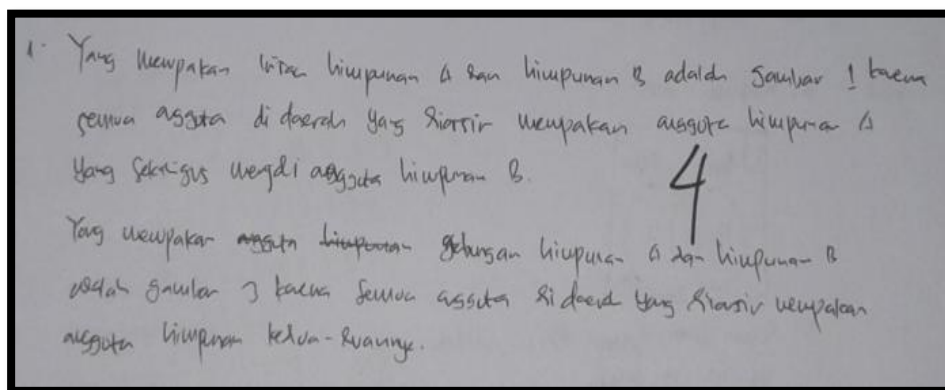 1. Yang merupakan irisan himpunan A dan himpunan B adalah gambar 1 karena
semua anggota di daerah yang diarsir merupakan anggota himpunan A
yang sekaligus menjadi anggota himpunan B.
4
Yang merupakan anggota himpunan gabungan himpunan A dan himpunan B
adalah gambar 3 karena semua anggota di daerah yang diarsir merupakan
anggota himpunan kedua-duanya.